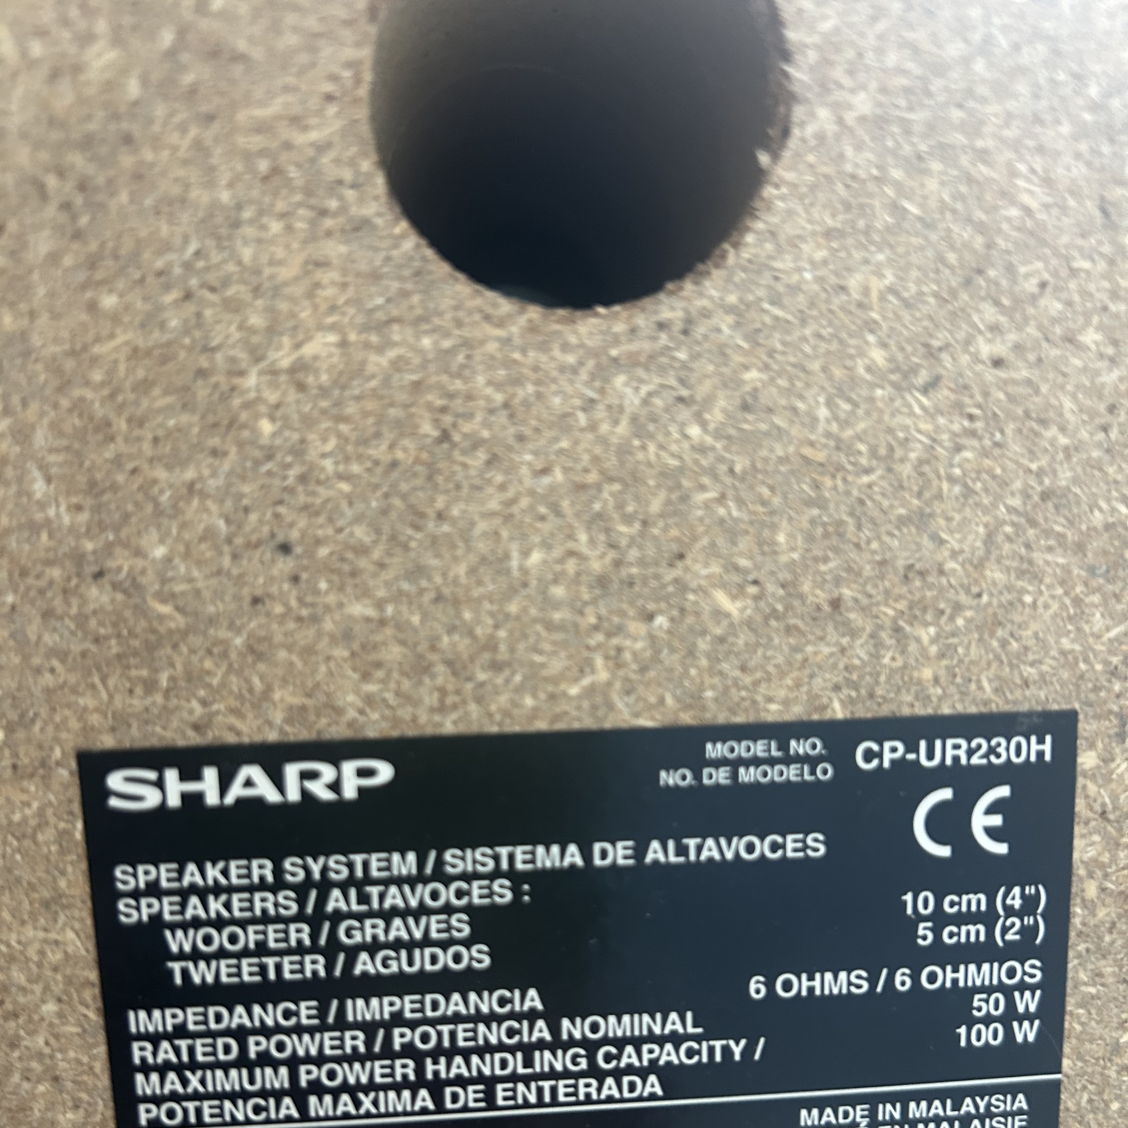 SHARP
MODEL NO. CP-UR230H
NO. DE MODELO
CE
SPEAKER SYSTEM / SISTEMA DE ALTAVOCES
SPEAKERS / ALTAVOCES :
WOOFER / GRAVES 10 cm (4")
TWEETER / AGUDOS 5 cm (2")
IMPEDANCE / IMPEDANCIA 6 OHMS / 6 OHMIOS
RATED POWER / POTENCIA NOMINAL 50 W
MAXIMUM POWER HANDLING CAPACITY / 100 W
POTENCIA MAXIMA DE ENTERADA
MADE IN MALAYSIA
EN MALAISIE